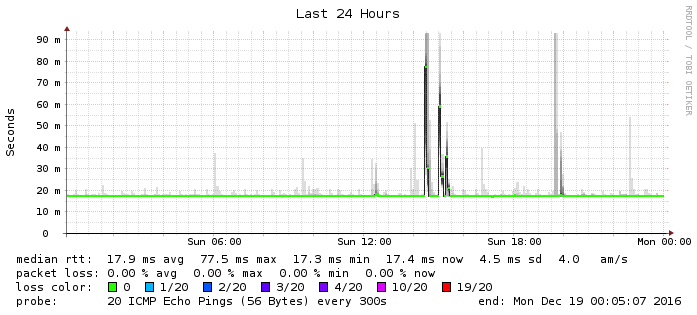 Last 24 Hours
RRDTOOL / TOBI OETIKER
Seconds
90 m
80 m
70 m
60 m
50 m
40 m
30 m
20 m
10 m
0
Sun 06:00 Sun 12:00 Sun 18:00 Mon 00:00
median rtt: 17.9 ms avg 77.5 ms max 17.3 ms min 17.4 ms now 4.5 ms sd 4.0 am/s
packet loss: 0.00 % avg 0.00 % max 0.00 % min 0.00 % now
loss color: 0 1/20 2/20 3/20 4/20 10/20 19/20
probe: 20 ICMP Echo Pings (56 Bytes) every 300s end: Mon Dec 19 00:05:07 2016